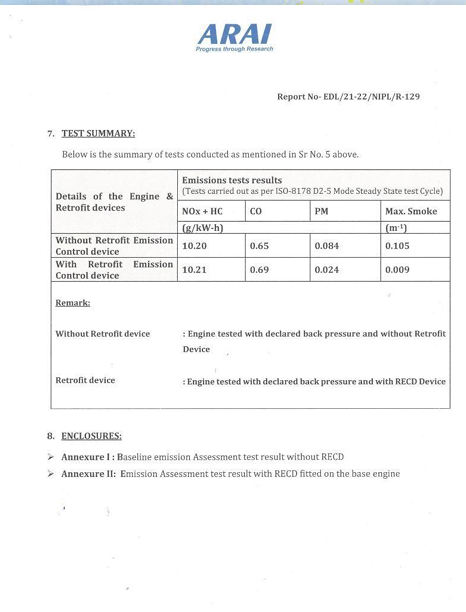 ARAI
Progress through Research
Report No- EDL/21-22/NIPL/R-129
7. TEST SUMMARY:
Below is the summary of tests conducted as mentioned in Sr No. 5 above.
Details of the Engine &
Retrofit devices
Emissions tests results
(Tests carried out as per ISO-8178 D2-5 Mode Steady State test Cycle)
NOx + HC CO PM Max. Smoke
(g/kW-h) (m-1)
Without Retrofit Emission
Control device
10.20 0.65 0.084 0.105
With Retrofit Emission
Control device
10.21 0.69 0.024 0.009
Remark:
Without Retrofit device : Engine tested with declared back pressure and without Retrofit
Device
Retrofit device : Engine tested with declared back pressure and with RECD Device
8. ENCLOSURES:
➢ Annexure I : Baseline emission Assessment test result without RECD
➢ Annexure II: Emission Assessment test result with RECD fitted on the base engine